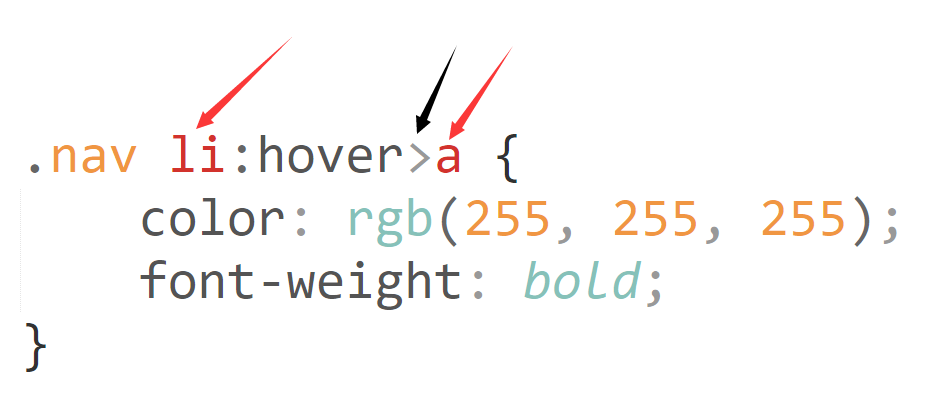 .nav li:hover>a {
    color: rgb(255, 255, 255);
    font-weight: bold;
}